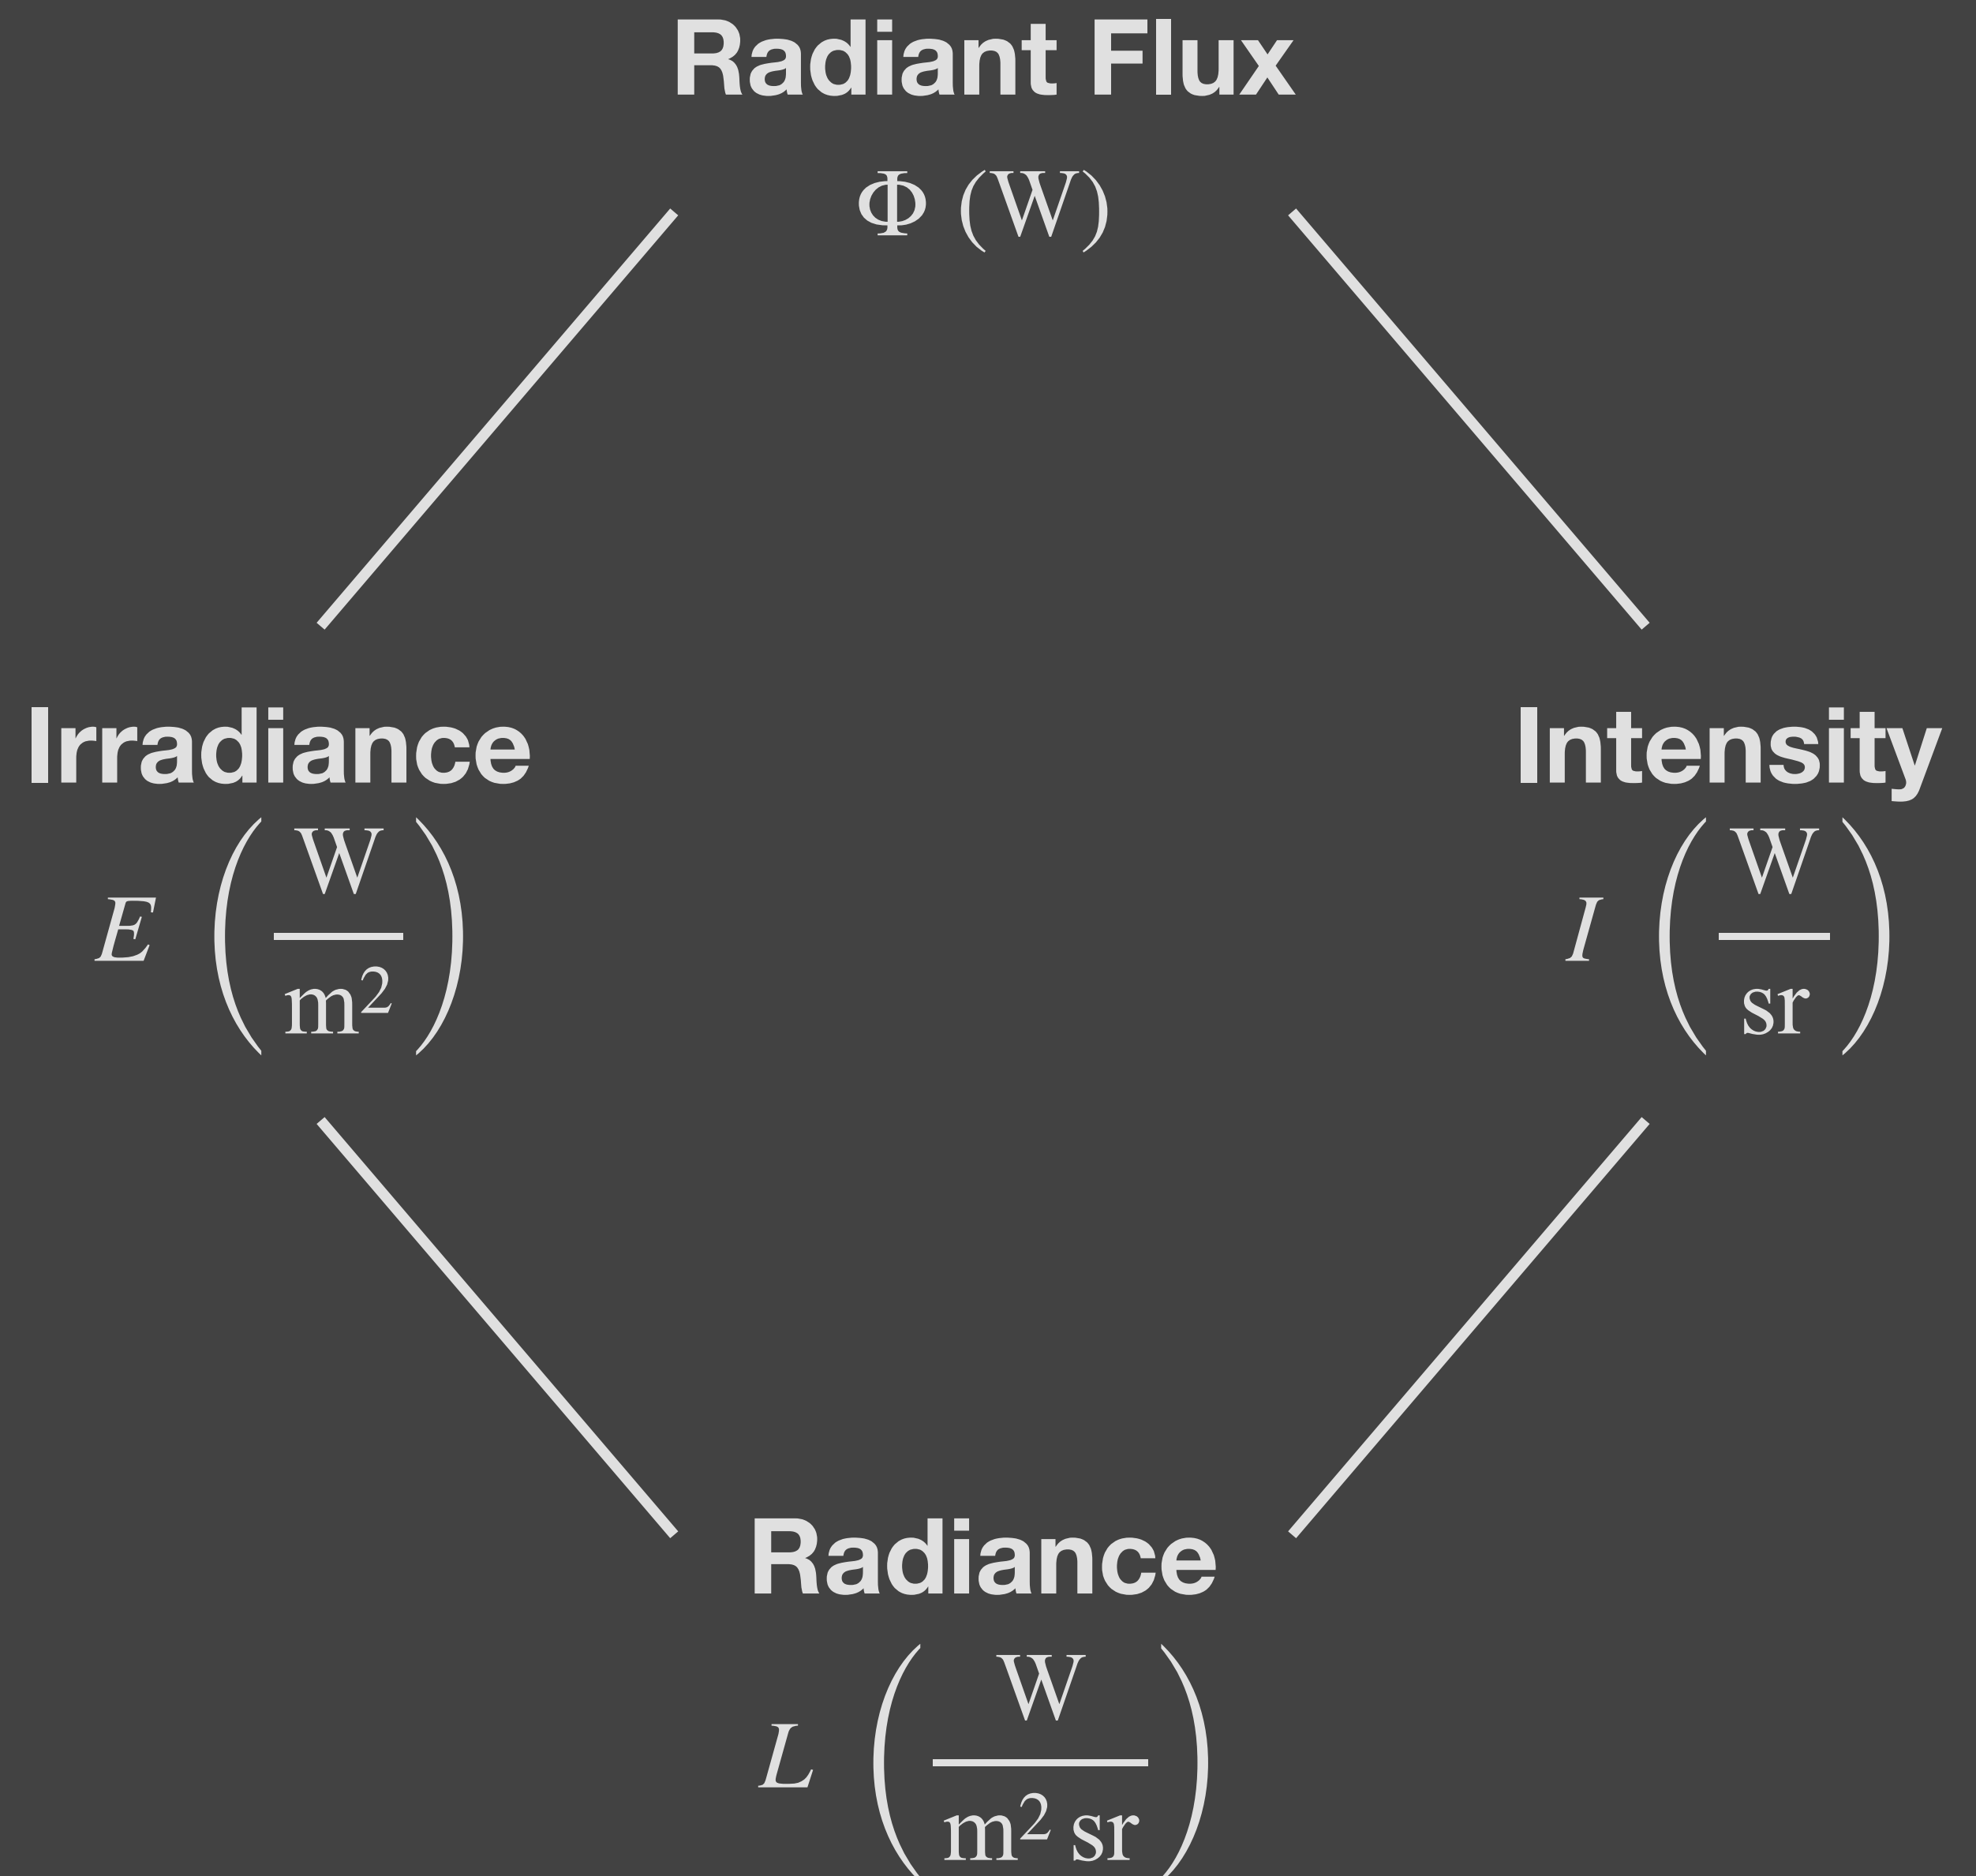 Radiant Flux
Φ (W)
Irradiance
E (W/m²)
Intensity
I (W/sr)
Radiance
L (W/m² sr)